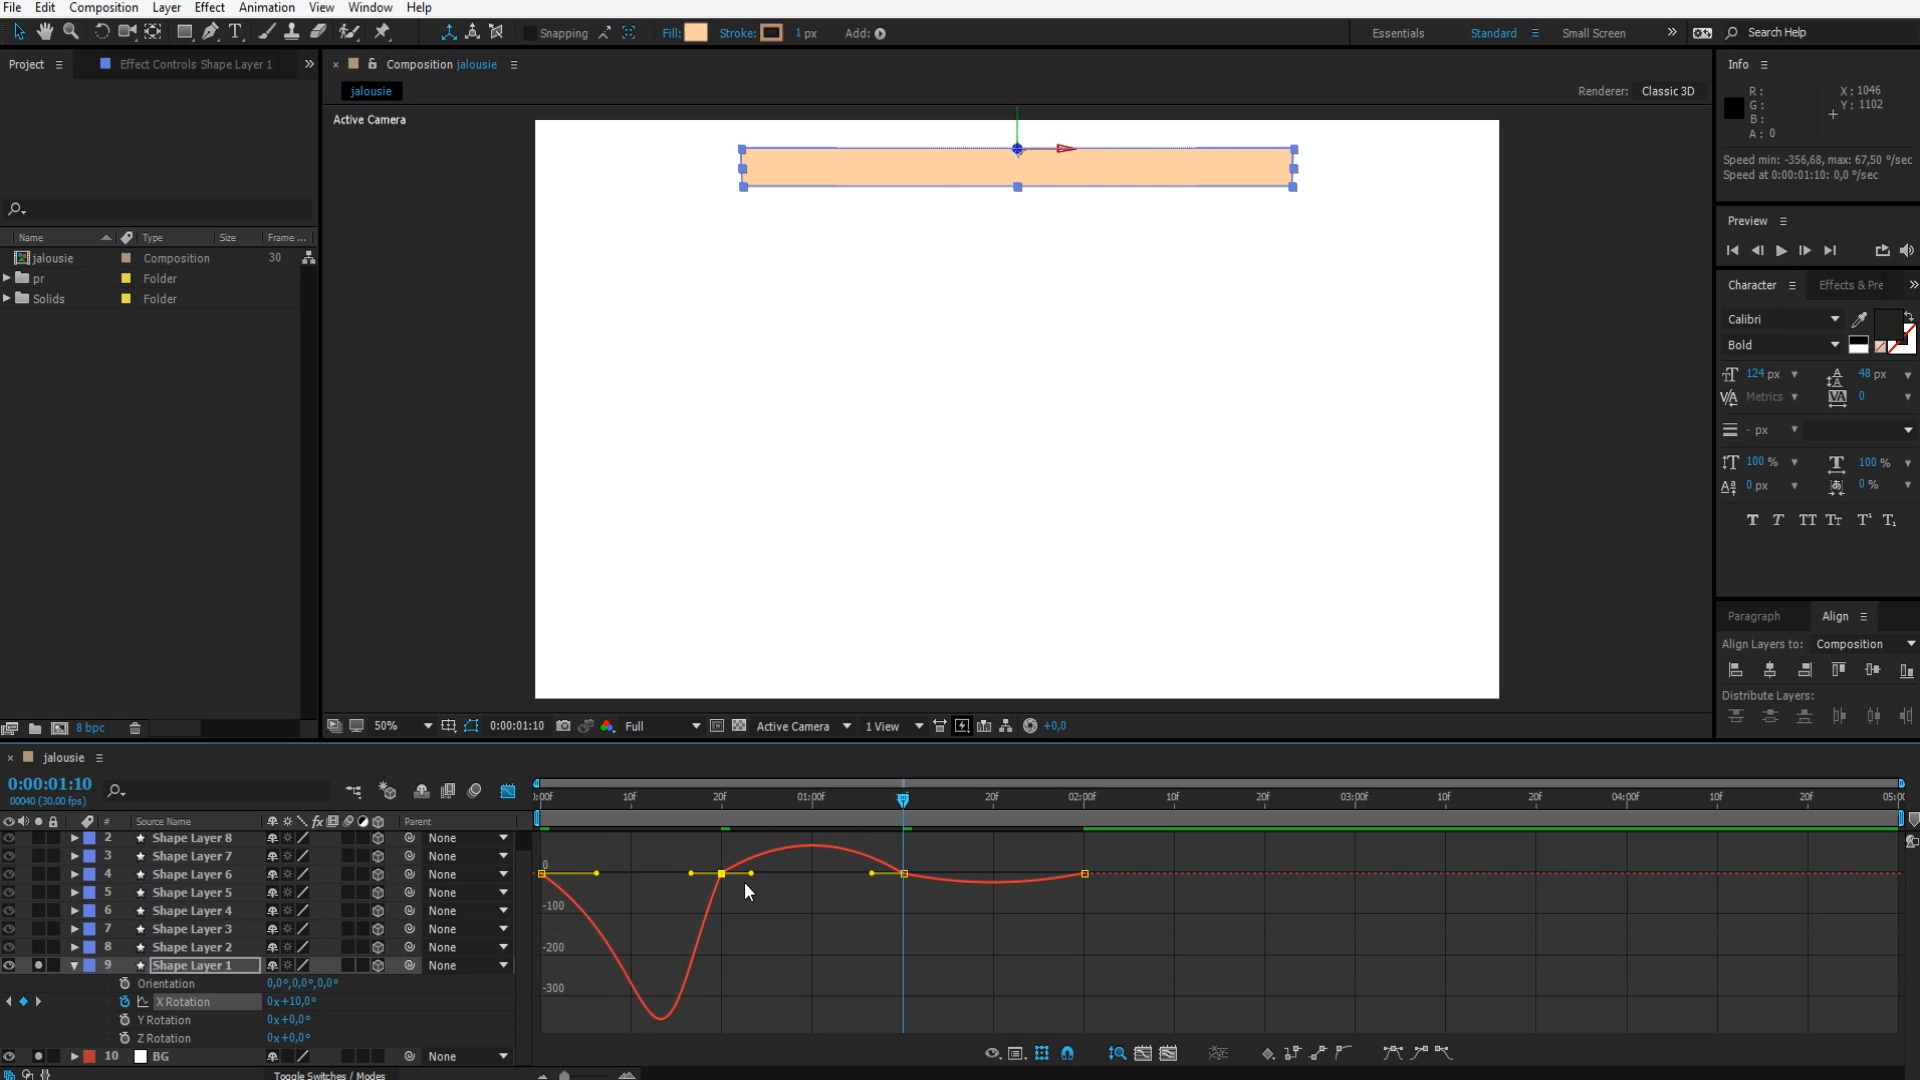 File Edit Composition Layer Effect Animation View Window Help
Snapping Fill: Stroke: 1 px Add: Essentials Standard Small Screen Search Help
Project Effect Controls Shape Layer 1
Composition jalousie
Info
jalousie
Renderer: Classic 3D
Active Camera
R: X: 1046
G: Y: 1102
B:
A: 0
Speed min: -356,68, max: 67,50 °/sec
Speed at 0:00:01:10: 0,0 °/sec
Preview
Name Type Size Frame ...
jalousie Composition 30
pr Folder
Solids Folder
Character Effects & Pre
Calibri
Bold
124 px 48 px
Metrics 0
- px
100 % 100 %
0 px 0 %
Paragraph Align
Align Layers to: Composition
Distribute Layers:
8 bpc
50% 0:00:01:10 Full Active Camera 1 View +0,0
jalousie
0:00:01:10
00040 (30.00 fps)
:00f 10f 20f 01:00f 20f 02:00f 10f 20f 03:00f 10f 20f 04:00f 10f 20f 05:0
# Source Name Parent
2 Shape Layer 8 None
3 Shape Layer 7 None
4 Shape Layer 6 None
5 Shape Layer 5 None
6 Shape Layer 4 None
7 Shape Layer 3 None
8 Shape Layer 2 None
9 Shape Layer 1 None
Orientation 0,0°,0,0°,0,0°
X Rotation 0x+10,0°
Y Rotation 0x+0,0°
Z Rotation 0x+0,0°
10 BG None
Toggle Switches / Modes
0
-100
-200
-300